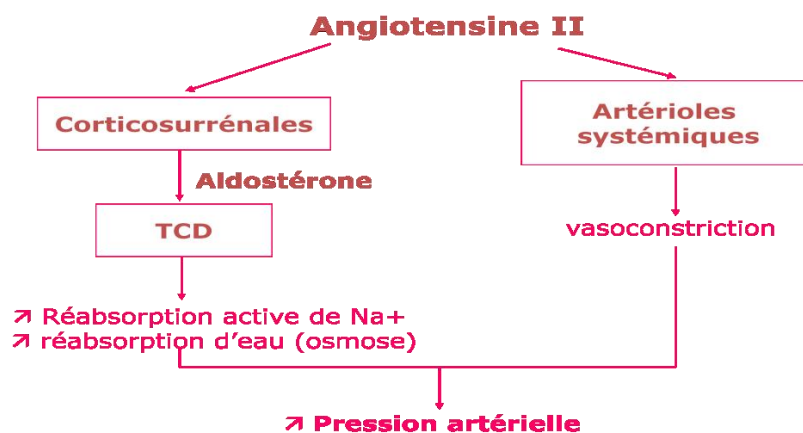 Angiotensine II
Corticosurrénales
Artérioles
systémiques
Aldostérone
TCD
vasoconstriction
↗ Réabsorption active de Na+
↗ réabsorption d'eau (osmose)
↗ Pression artérielle